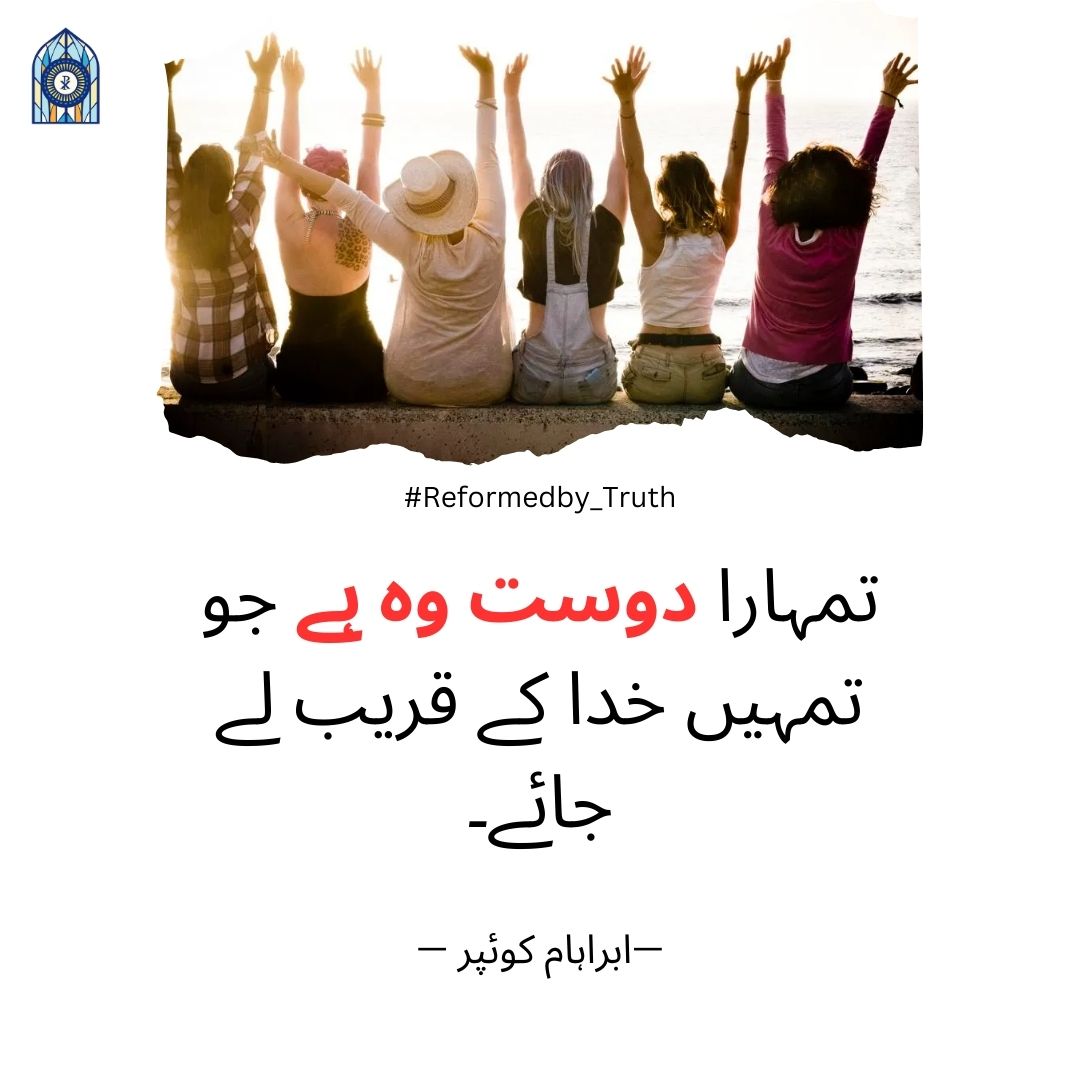 #Reformedby_Truth
تمہارا دوست وہ ہے جو
تمہیں خدا کے قریب لے
جائے۔
—ابراہام کوئپر —